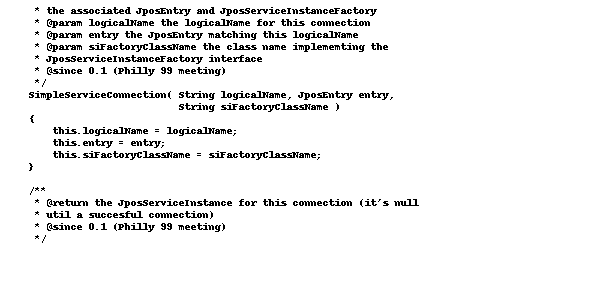 * the associated JposEntry and JposServiceInstanceFactory
 * @param logicalName the logicalName for this connection
 * @param entry the JposEntry matching this logicalName
 * @param siFactoryClassName the class name implememting the
 * JposServiceInstanceFactory interface
 * @since 0.1 (Philly 99 meeting)
 */
SimpleServiceConnection( String logicalName, JposEntry entry,
                         String siFactoryClassName )
{
    this.logicalName = logicalName;
    this.entry = entry;
    this.siFactoryClassName = siFactoryClassName;
}
/**
 * @return the JposServiceInstance for this connection (it's null
 * util a succesful connection)
 * @since 0.1 (Philly 99 meeting)
 */